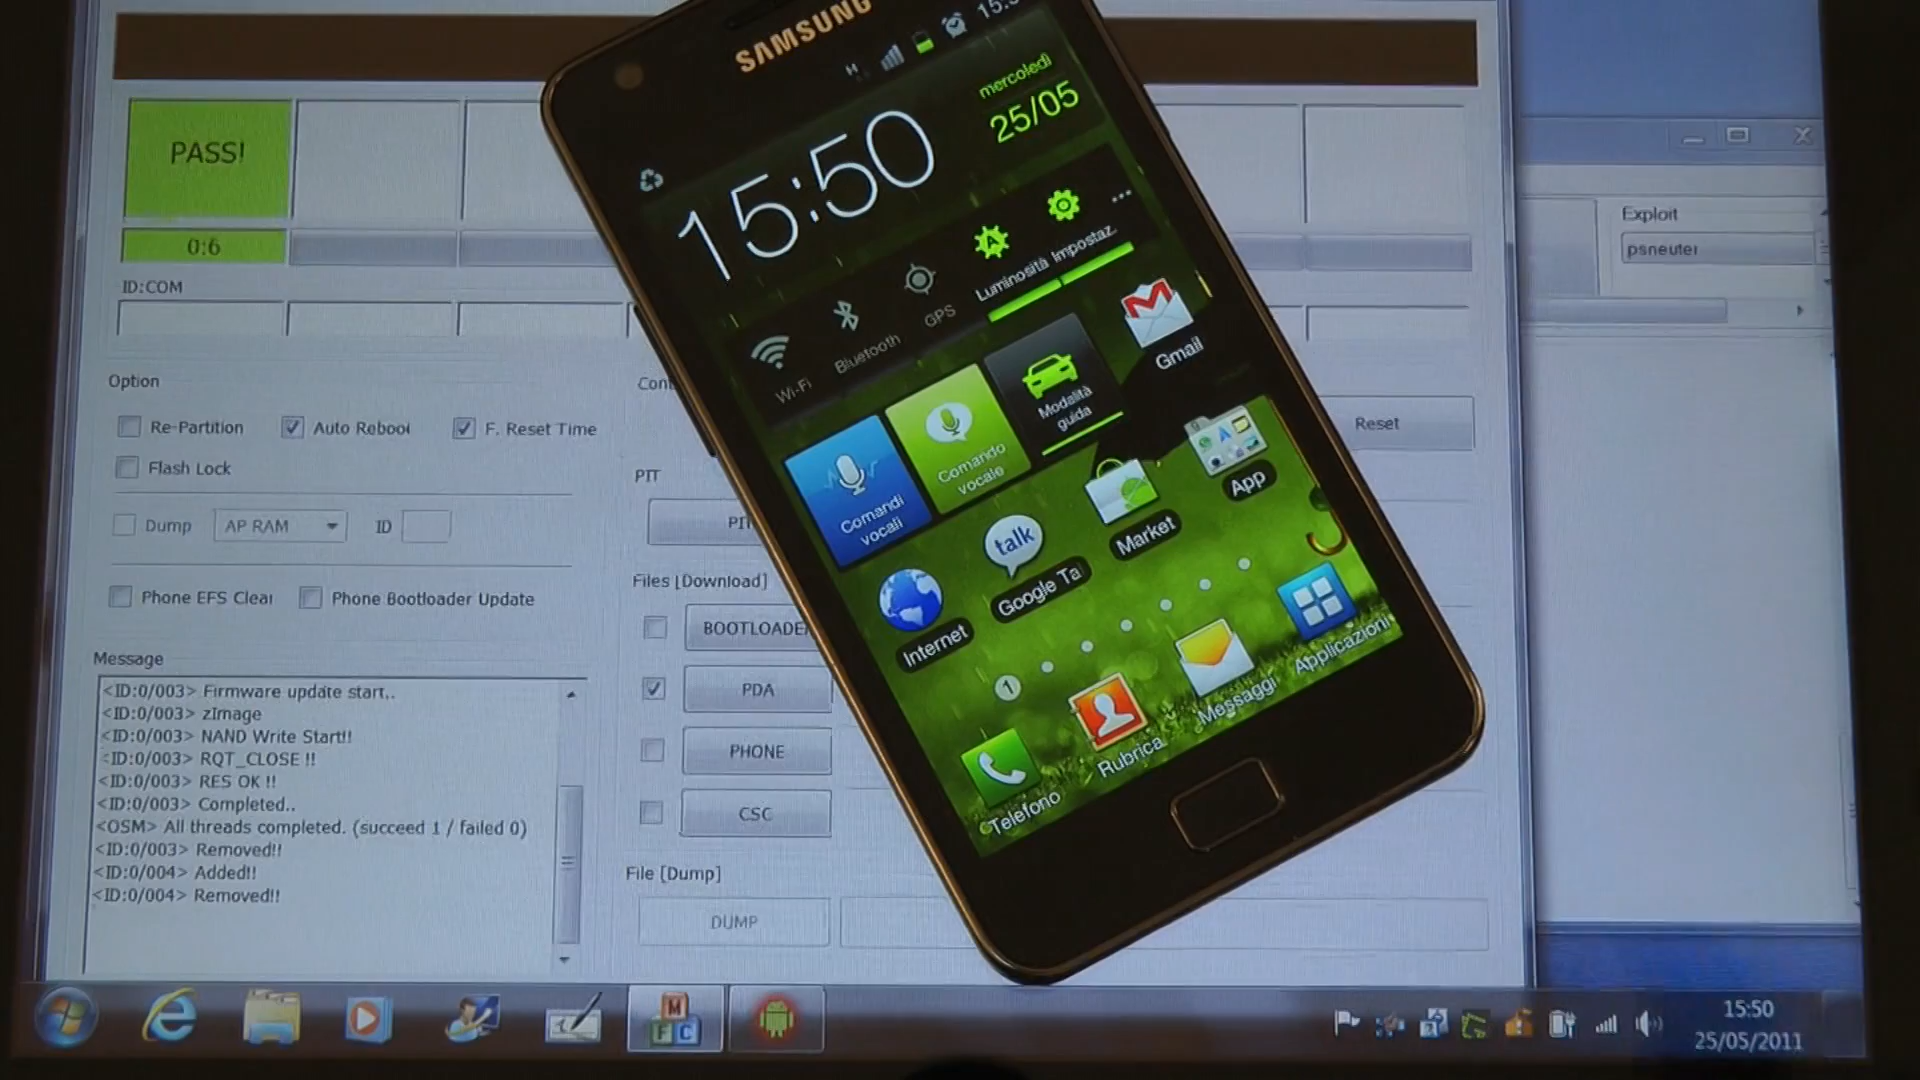 SAMSUNG
H
mercoledì
25/05
15:50
Wi-Fi
Bluetooth
GPS
Luminosità
Impostaz.
A
Comandi
vocali
Comando
vocale
Modalità
guida
Gmail
Internet
talk
Google Ta
Market
App
1
Telefono
Rubrica
Messaggi
Applicazioni
PASS!
0:6
ID:COM
Option
Re-Partition
Auto Reboot
F. Reset Time
Flash Lock
Dump
AP RAM
ID
Phone EFS Clear
Phone Bootloader Update
Message
<ID:0/003> Firmware update start..
<ID:0/003> zImage
<ID:0/003> NAND Write Start!!
<ID:0/003> RQT_CLOSE !!
<ID:0/003> RES OK !!
<ID:0/003> Completed..
<OSM> All threads completed. (succeed 1 / failed 0)
<ID:0/003> Removed!!
<ID:0/004> Added!!
<ID:0/004> Removed!!
Reset
PIT
Files [Download]
BOOTLOADER
PDA
PHONE
CSC
File [Dump]
DUMP
Exploit
psneuter
M
F C
15:50
25/05/2011